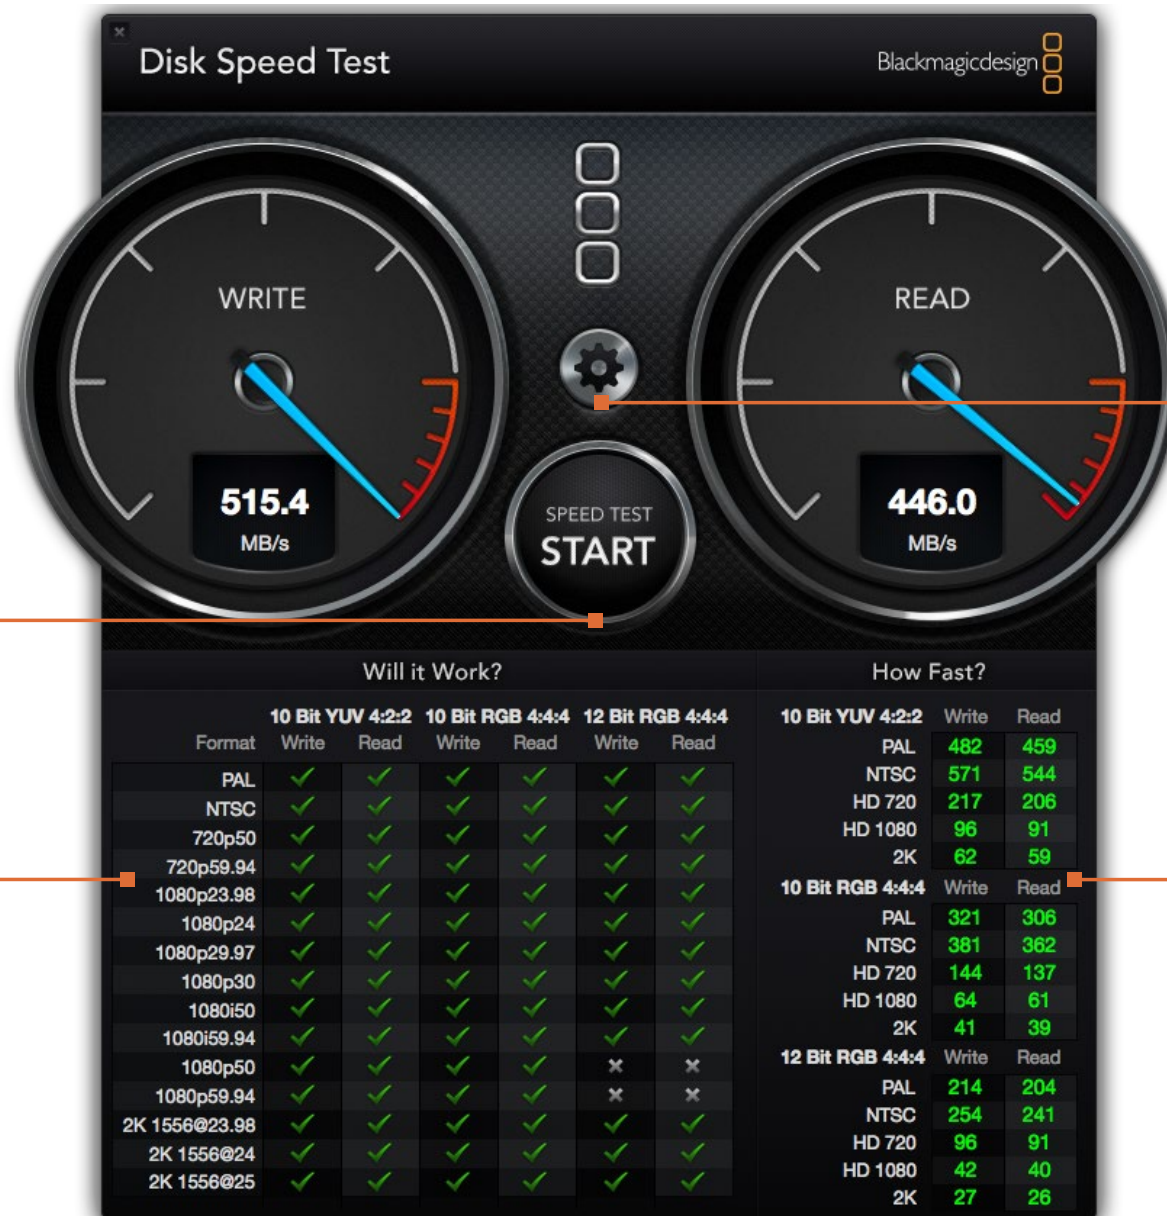 Disk Speed Test
Blackmagicdesign
WRITE
READ
515.4
MB/s
446.0
MB/s
SPEED TEST
START
Will it Work?
How Fast?
10 Bit YUV 4:2:2 10 Bit RGB 4:4:4 12 Bit RGB 4:4:4
Format Write Read Write Read Write Read
PAL
NTSC
720p50
720p59.94
1080p23.98
1080p24
1080p29.97
1080p30
1080i50
1080i59.94
1080p50
1080p59.94
2K 1556@23.98
2K 1556@24
2K 1556@25
10 Bit YUV 4:2:2 Write Read
PAL 482 459
NTSC 571 544
HD 720 217 206
HD 1080 96 91
2K 62 59
10 Bit RGB 4:4:4 Write Read
PAL 321 306
NTSC 381 362
HD 720 144 137
HD 1080 64 61
2K 41 39
12 Bit RGB 4:4:4 Write Read
PAL 214 204
NTSC 254 241
HD 720 96 91
HD 1080 42 40
2K 27 26